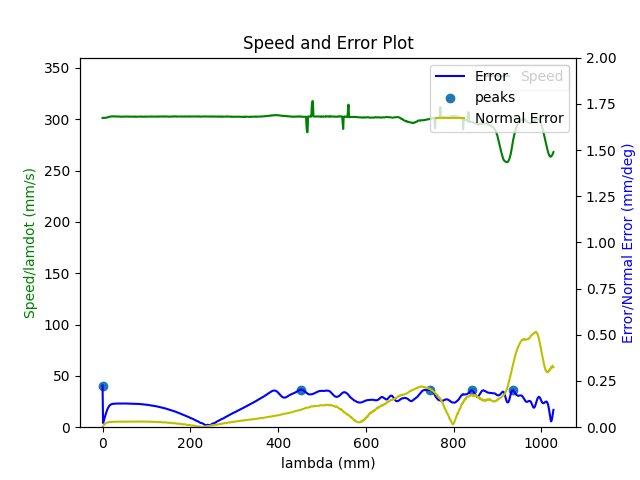 Speed and Error Plot
Speed/lamdot (mm/s)
350
300
250
200
150
100
50
0
Error
Speed
peaks
Normal Error
2.00
1.75
1.50
1.25
1.00
0.75
0.50
0.25
0.00
Error/Normal Error (mm/deg)
0 200 400 600 800 1000
lambda (mm)